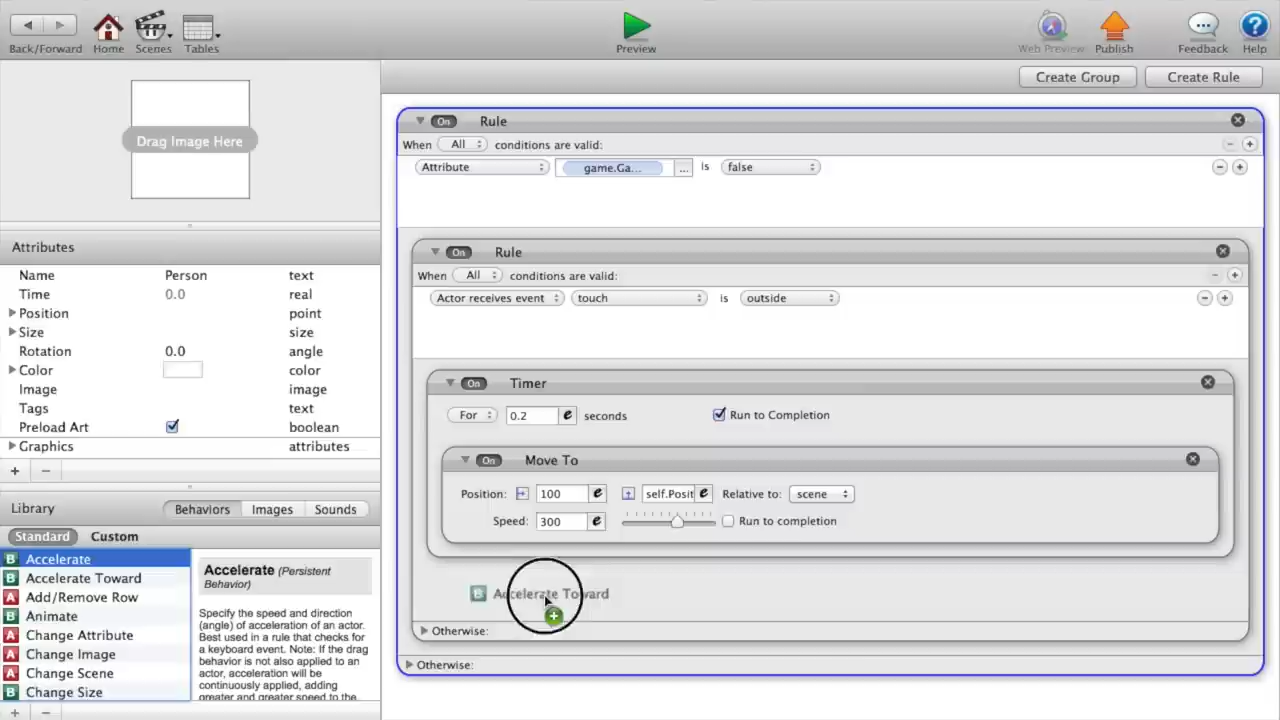 Back/Forward Home Scenes Tables Preview Web Preview Publish Feedback Help
Create Group Create Rule
Drag Image Here
Attributes
Name Person text
Time 0.0 real
Position point
Size size
Rotation 0.0 angle
Color color
Image image
Tags text
Preload Art boolean
Graphics attributes
+ −
Library Behaviors Images Sounds
Standard Custom
B Accelerate
B Accelerate Toward
A Add/Remove Row
B Animate
A Change Attribute
A Change Image
A Change Scene
B Change Size
+ −
Accelerate (Persistent
Behavior)
Specify the speed and direction
(angle) of acceleration of an actor.
Best used in a rule that checks for
a keyboard event. Note: If the drag
behavior is not also applied to an
actor, acceleration will be
continuously applied, adding
greater and greater speed to the
On Rule
When All conditions are valid:
Attribute game.Ga... ... is false
On Rule
When All conditions are valid:
Actor receives event touch is outside
On Timer
For 0.2 e seconds Run to Completion
On Move To
Position: 100 e self.Posit e Relative to: scene
Speed: 300 e Run to completion
B Accelerate Toward
Otherwise:
Otherwise: